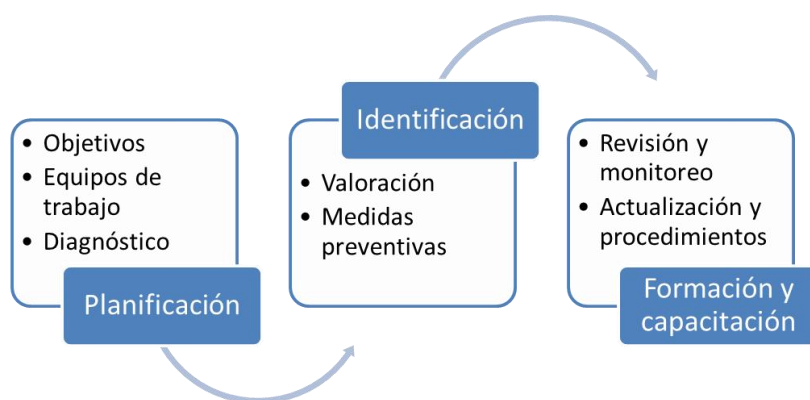 • Objetivos
• Equipos de
trabajo
• Diagnóstico
Planificación
Identificación
• Valoración
• Medidas
preventivas
• Revisión y
monitoreo
• Actualización y
procedimientos
Formación y
capacitación